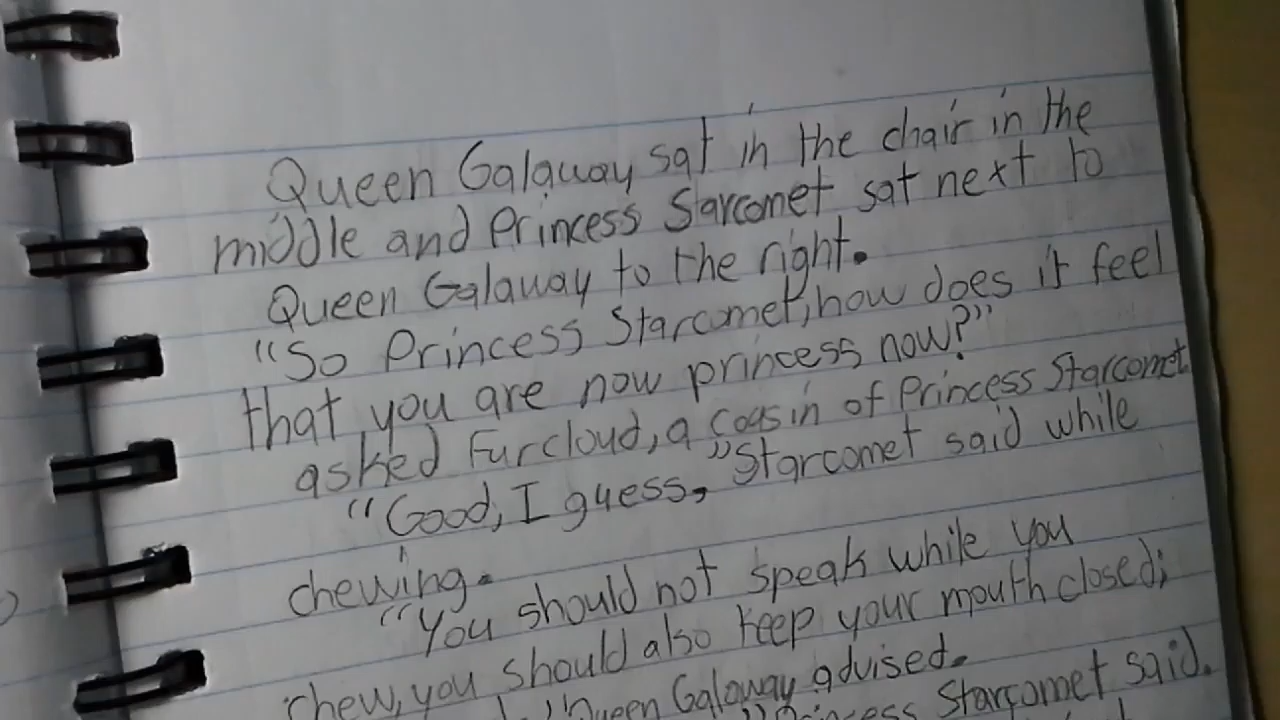 Queen Galaway sat in the chair in the
middle and Princess Starcomet sat next to
Queen Galaway to the right.
"So Princess Starcomet, how does it feel
that you are now princess now?"
asked Furcloud, a cousin of Princess Starcomet
"Good, I guess," Starcomet said while
chewing.
"You should not speak while you
chew, you should also keep your mouth closed;
Queen Galaway advised.
Princess Starcomet said.